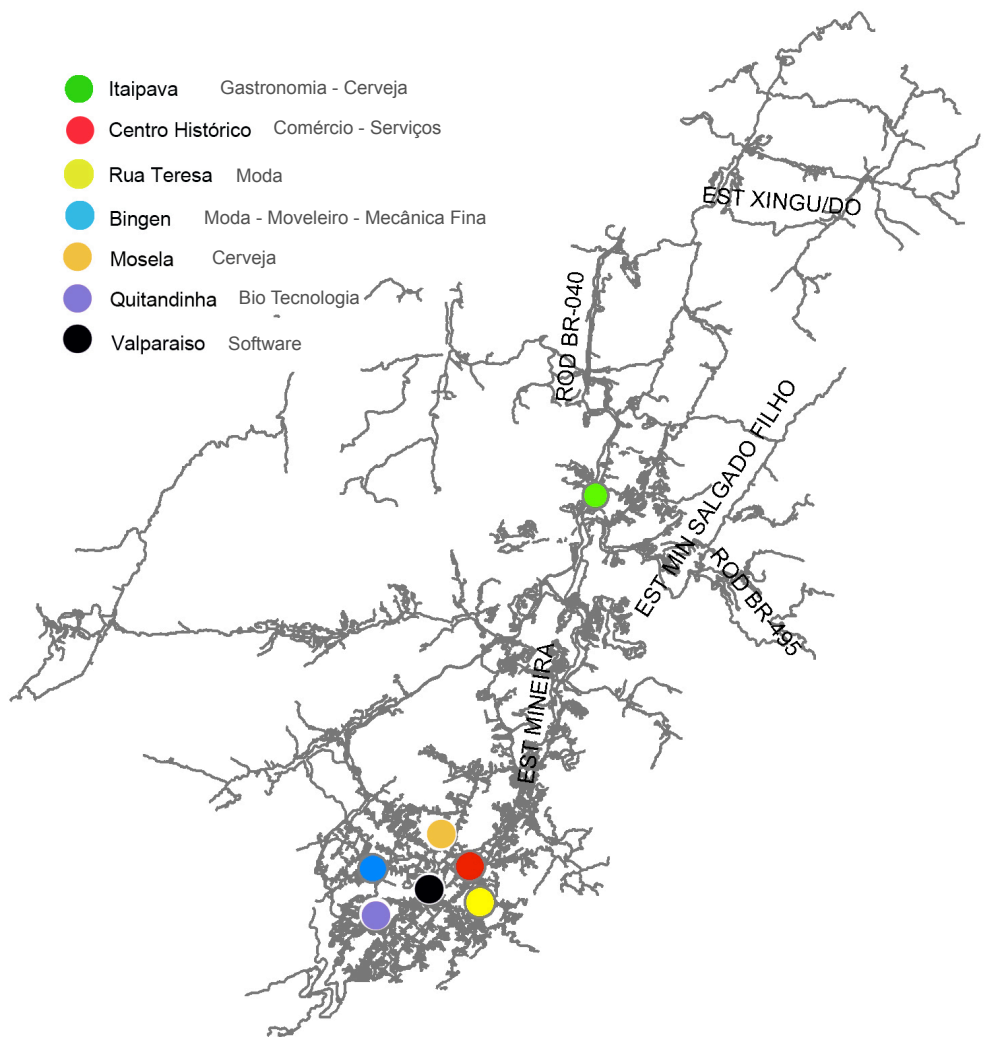 Itaipava Gastronomia - Cerveja
Centro Histórico Comércio - Serviços
Rua Teresa Moda
Bingen Moda - Moveleiro - Mecânica Fina
Mosela Cerveja
Quitandinha Bio Tecnologia
Valparaiso Software
EST XINGU/DO
ROD BR-040
EST MIN SALGADO FILHO
ROD BR-495
EST MINEIRA